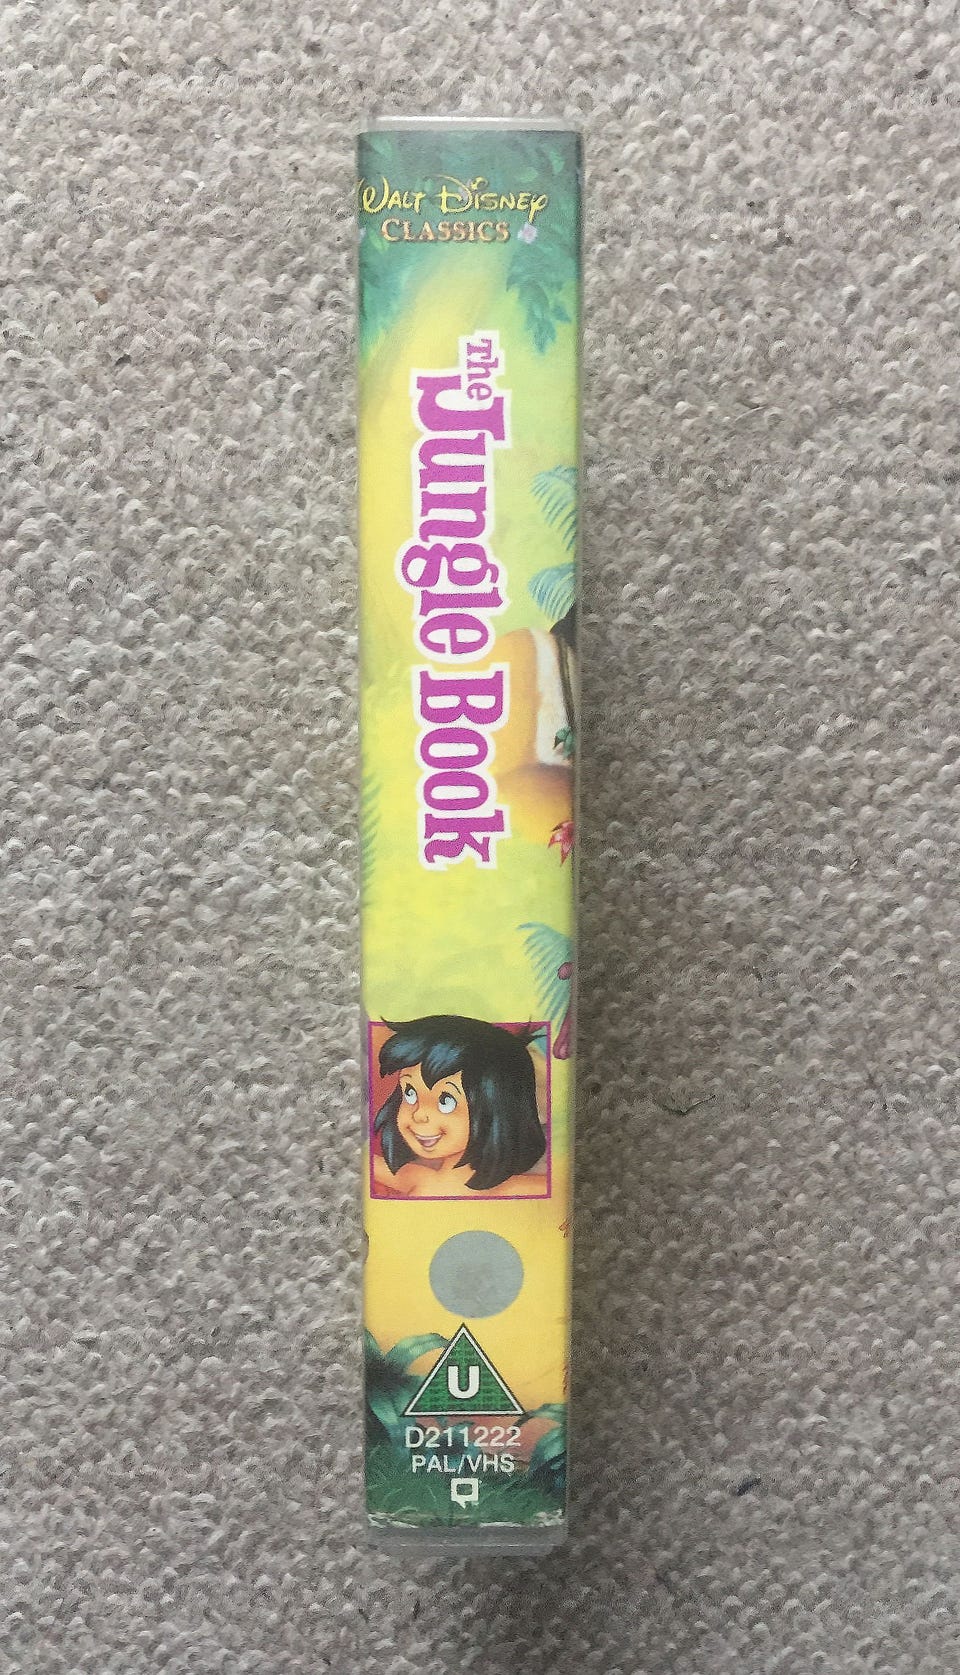 WALT DISNEY
CLASSICS
The
Jungle Book
U
D211222
PAL/VHS